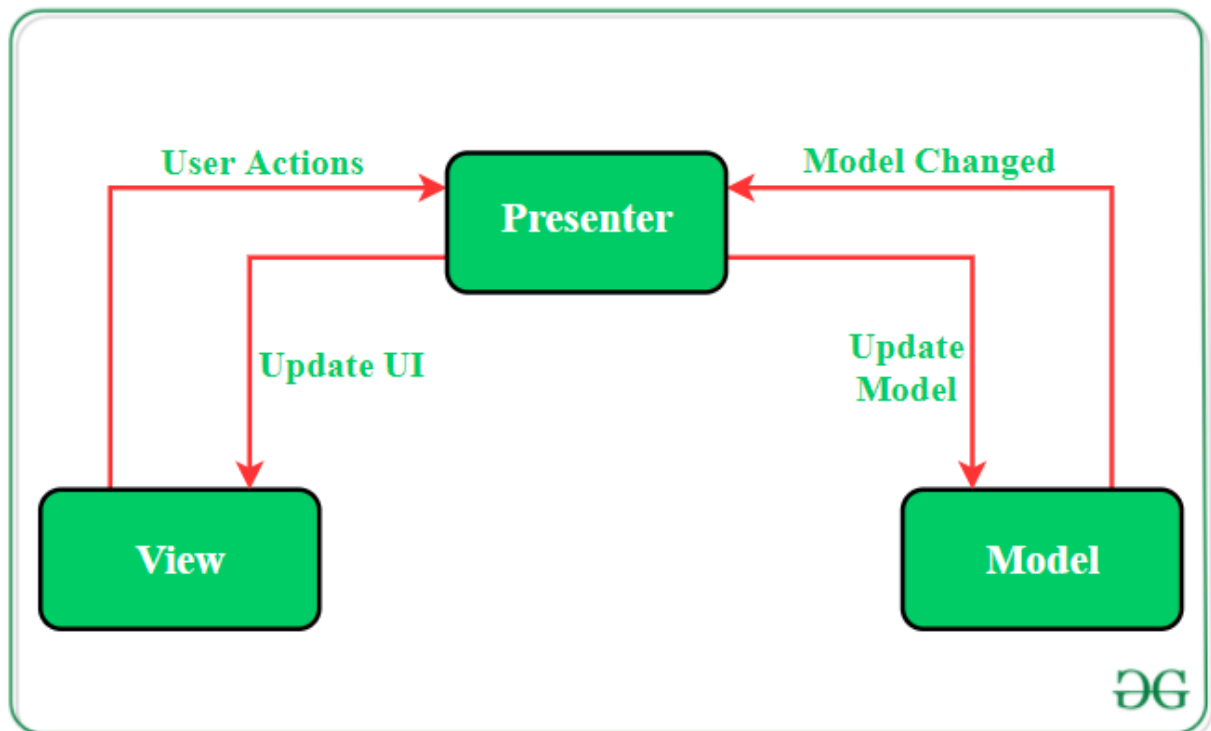 User Actions
Model Changed
Presenter
Update UI
Update
Model
View
Model